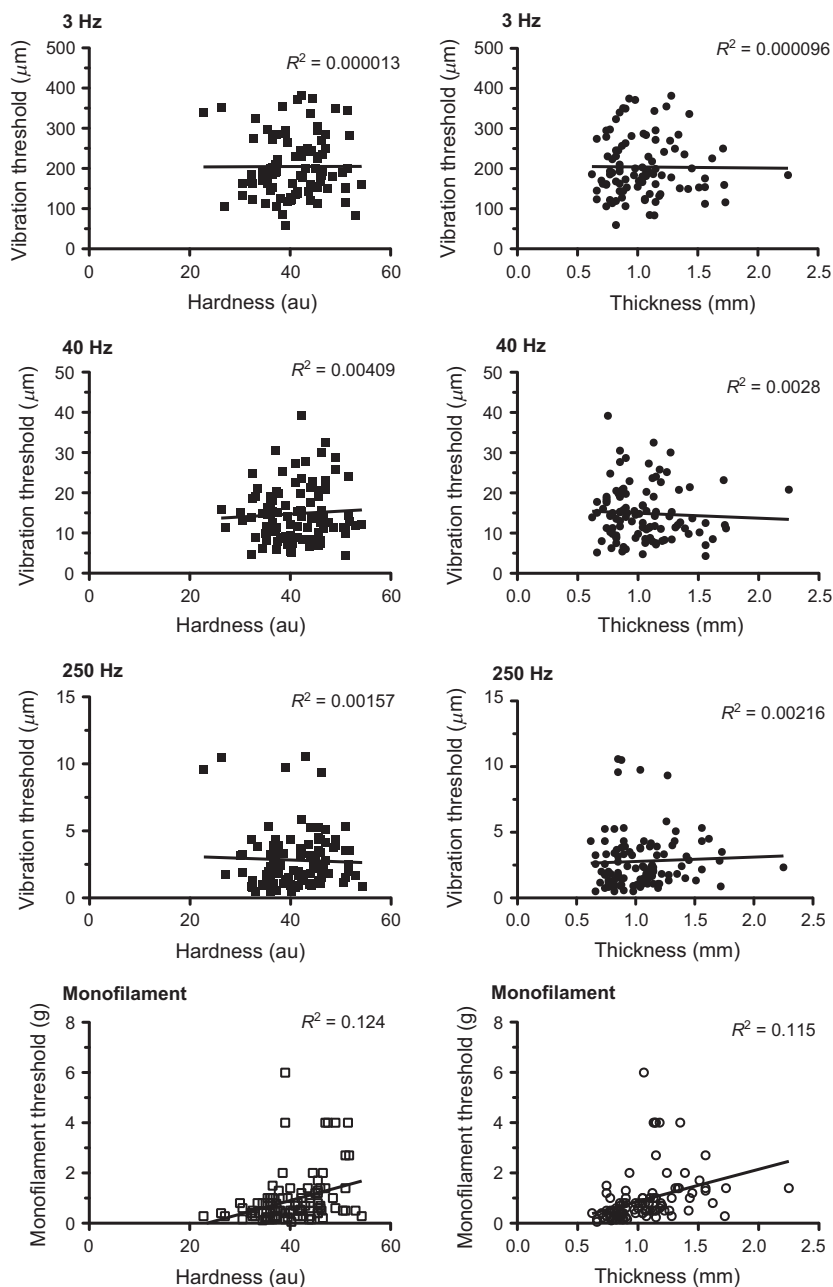 3 Hz
R² = 0.000013
Vibration threshold (μm)
500
400
300
200
100
0
0 20 40 60
Hardness (au)
3 Hz
R² = 0.000096
Vibration threshold (μm)
500
400
300
200
100
0
0.0 0.5 1.0 1.5 2.0 2.5
Thickness (mm)
40 Hz
R² = 0.00409
Vibration threshold (μm)
50
40
30
20
10
0
0 20 40 60
Hardness (au)
40 Hz
R² = 0.0028
Vibration threshold (μm)
50
40
30
20
10
0
0.0 0.5 1.0 1.5 2.0 2.5
Thickness (mm)
250 Hz
R² = 0.00157
Vibration threshold (μm)
15
10
5
0
0 20 40 60
Hardness (au)
250 Hz
R² = 0.00216
Vibration threshold (μm)
15
10
5
0
0.0 0.5 1.0 1.5 2.0 2.5
Thickness (mm)
Monofilament
R² = 0.124
Monofilament threshold (g)
8
6
4
2
0
0 20 40 60
Hardness (au)
Monofilament
R² = 0.115
Monofilament threshold (g)
8
6
4
2
0
0.0 0.5 1.0 1.5 2.0 2.5
Thickness (mm)